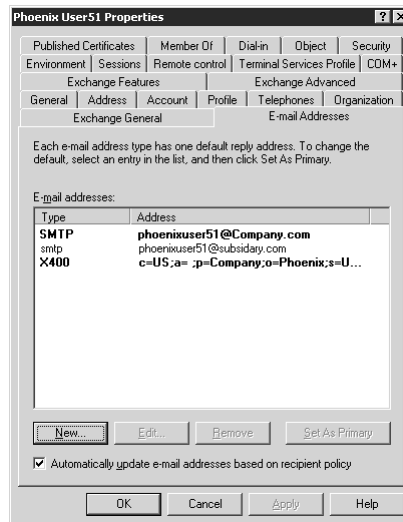 Phoenix User51 Properties
Published Certificates Member Of Dial-in Object Security
Environment Sessions Remote control Terminal Services Profile COM+
Exchange Features Exchange Advanced
General Address Account Profile Telephones Organization
Exchange General E-mail Addresses
Each e-mail address type has one default reply address. To change the
default, select an entry in the list, and then click Set As Primary.
E-mail addresses:
Type Address
SMTP phoenixuser51@Company.com
smtp phoenixuser51@subsidary.com
X400 c=US;a= ;p=Company;o=Phoenix;s=U...
New... Edit... Remove Set As Primary
Automatically update e-mail addresses based on recipient policy
OK Cancel Apply Help